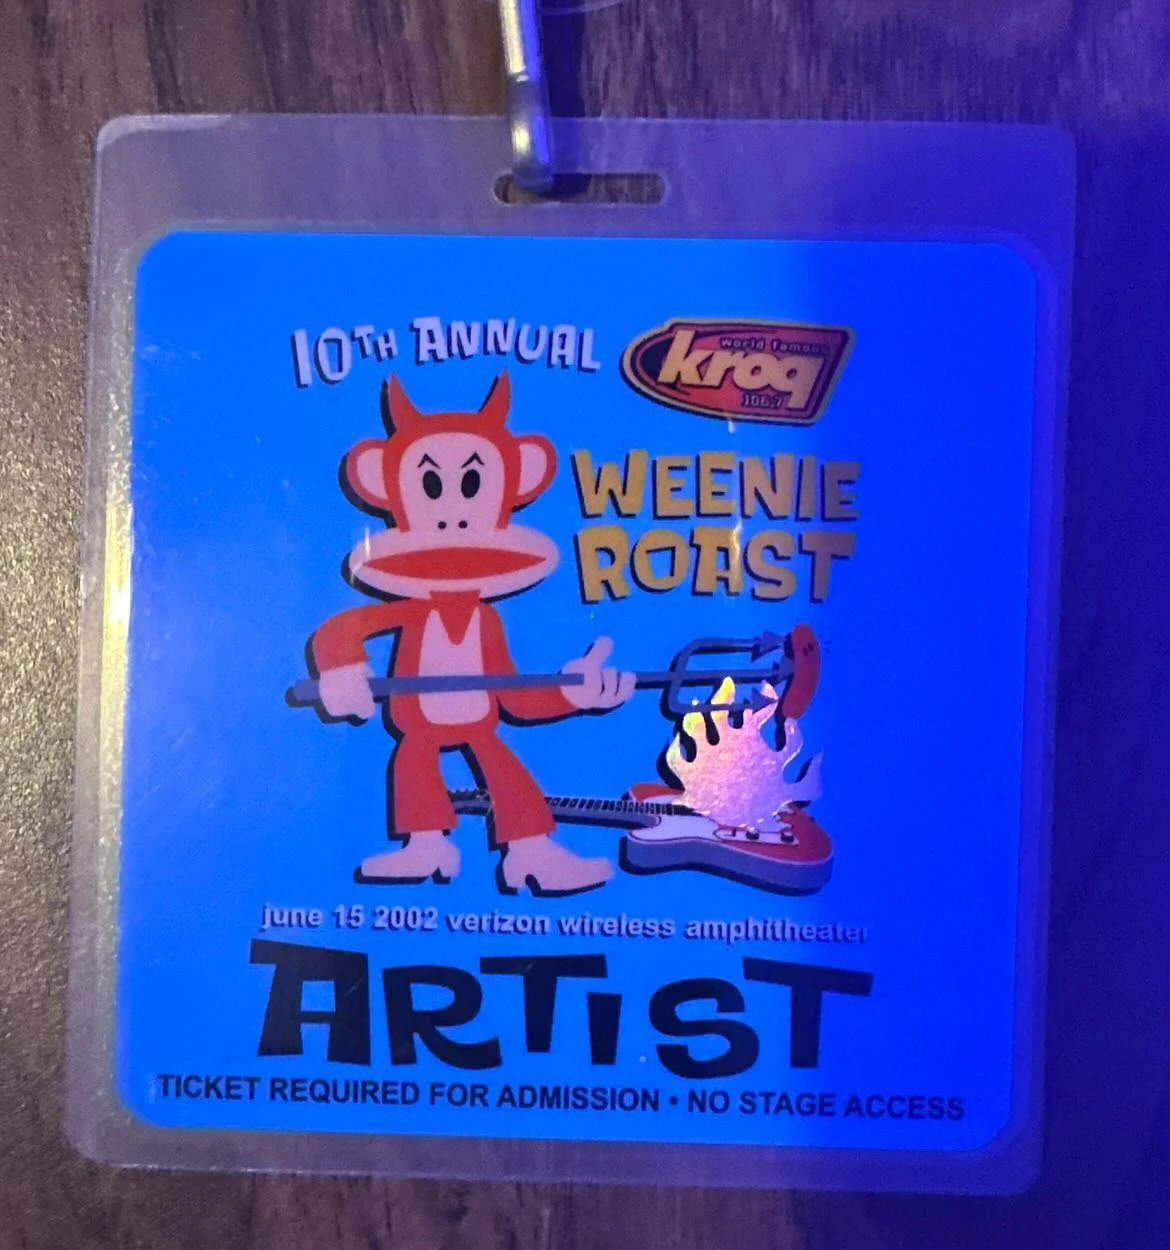 10TH ANNUAL
world famous
kroq
106.7
WEENIE
ROAST
june 15 2002 verizon wireless amphitheater
ARTIST
TICKET REQUIRED FOR ADMISSION • NO STAGE ACCESS